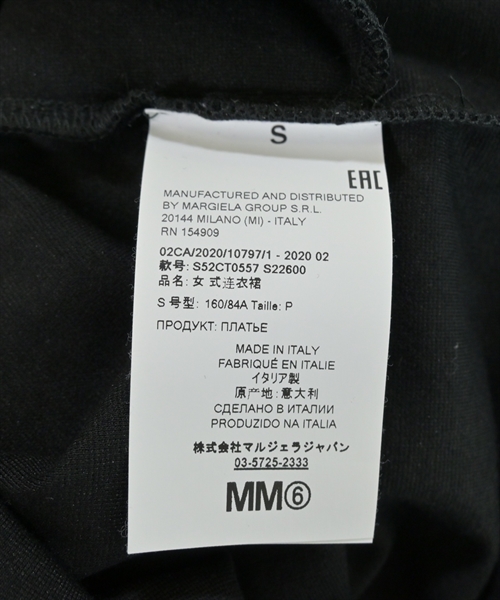 S
EAC
MANUFACTURED AND DISTRIBUTED
BY MARGIELA GROUP S.R.L.
20144 MILANO (MI) - ITALY
RN 154909
02CA/2020/10797/1 - 2020 02
款号: S52CT0557 S22600
品名: 女 式连衣裙
S 号型: 160/84A Taille: P
ПРОДУКТ: ПЛАТЬЕ
MADE IN ITALY
FABRIQUÉ EN ITALIE
イタリア製
原产地: 意大利
СДЕЛАНО В ИТАЛИИ
PRODUZIDO NA ITALIA
株式会社マルジェラジャパン
03-5725-2333
MM⑥